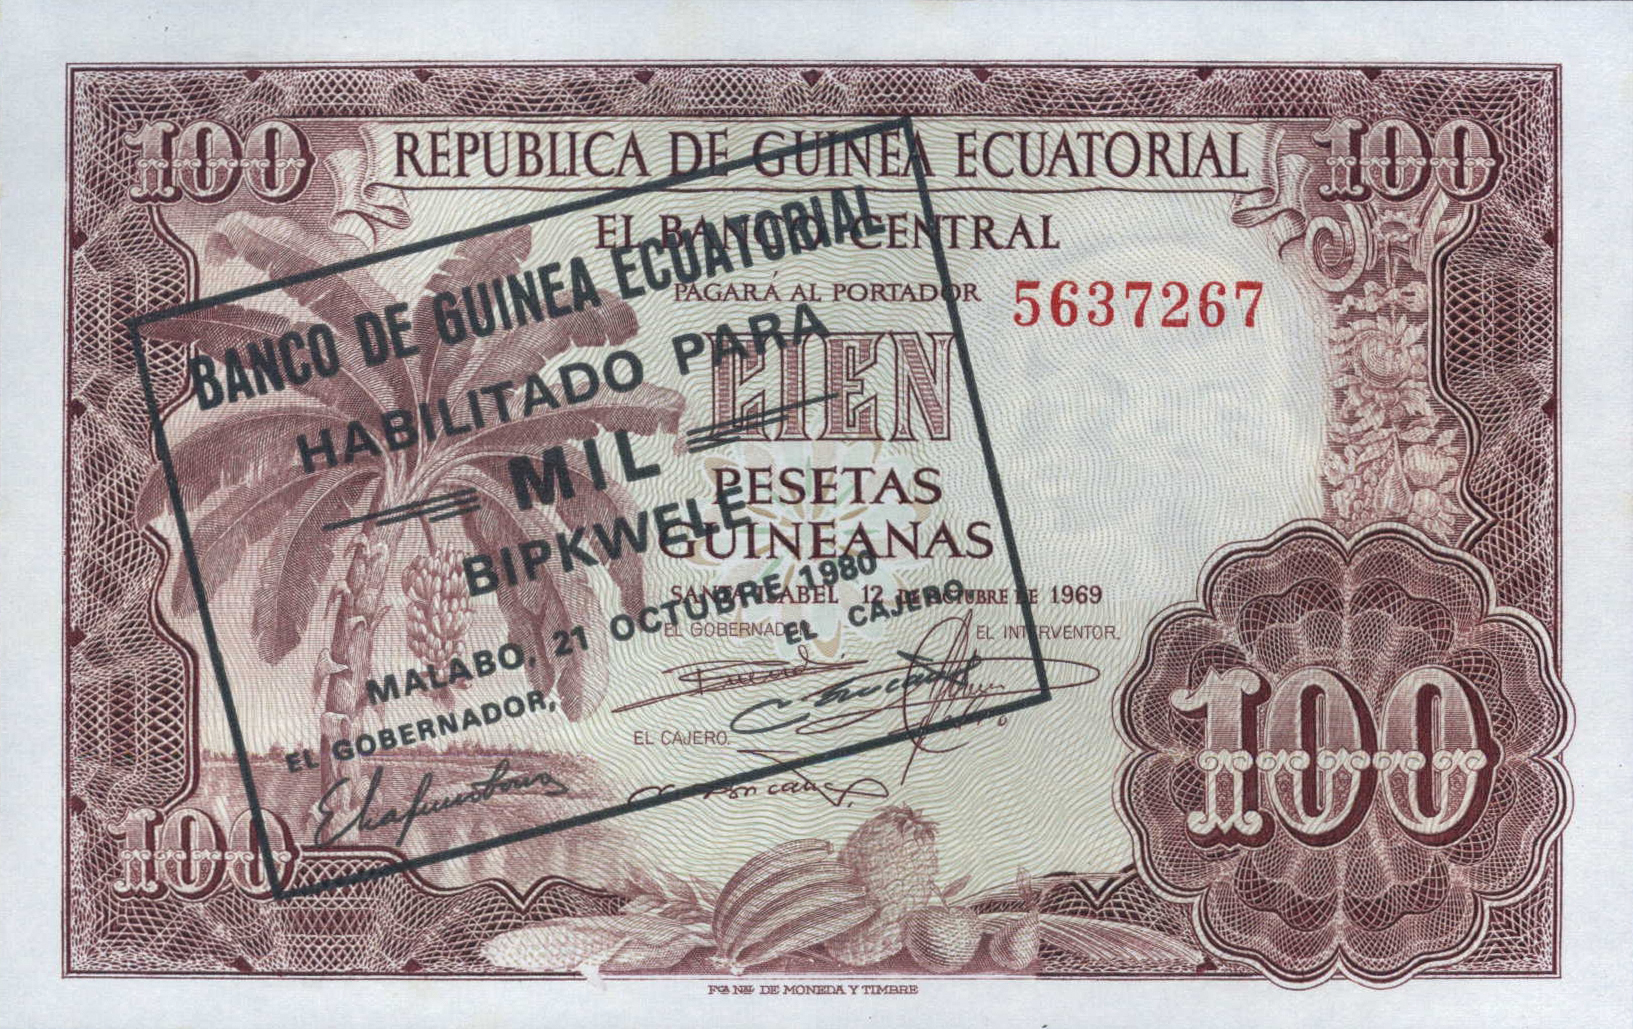 100 REPUBLICA DE GUINEA ECUATORIAL 100
EL BANCO CENTRAL
PAGARÁ AL PORTADOR
5637267
CIEN
PESETAS
GUINEANAS
SANTA ISABEL 12 DE OCTUBRE DE 1969
EL GOBERNADOR
EL INTERVENTOR.
EL CAJERO.
BANCO DE GUINEA ECUATORIAL
HABILITADO PARA
MIL
BIPKWELE
MALABO, 21 OCTUBRE 1980
EL GOBERNADOR,
EL CAJERO.
100
100
Fca Nal DE MONEDA Y TIMBRE